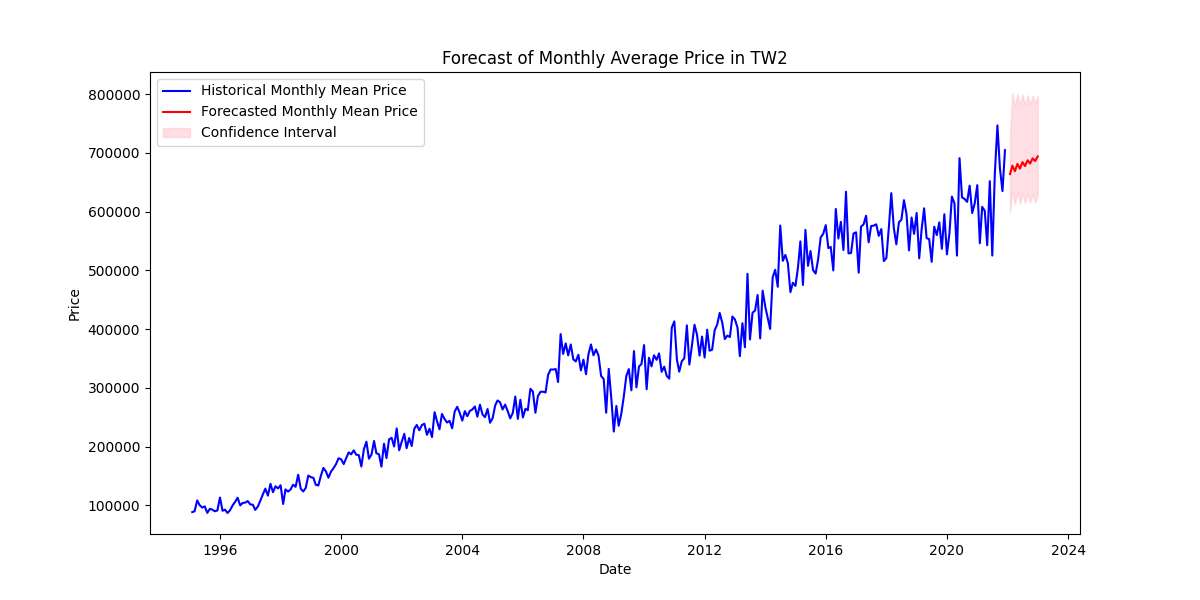 Forecast of Monthly Average Price in TW2
Historical Monthly Mean Price
Forecasted Monthly Mean Price
Confidence Interval
Price
800000
700000
600000
500000
400000
300000
200000
100000
1996 2000 2004 2008 2012 2016 2020 2024
Date